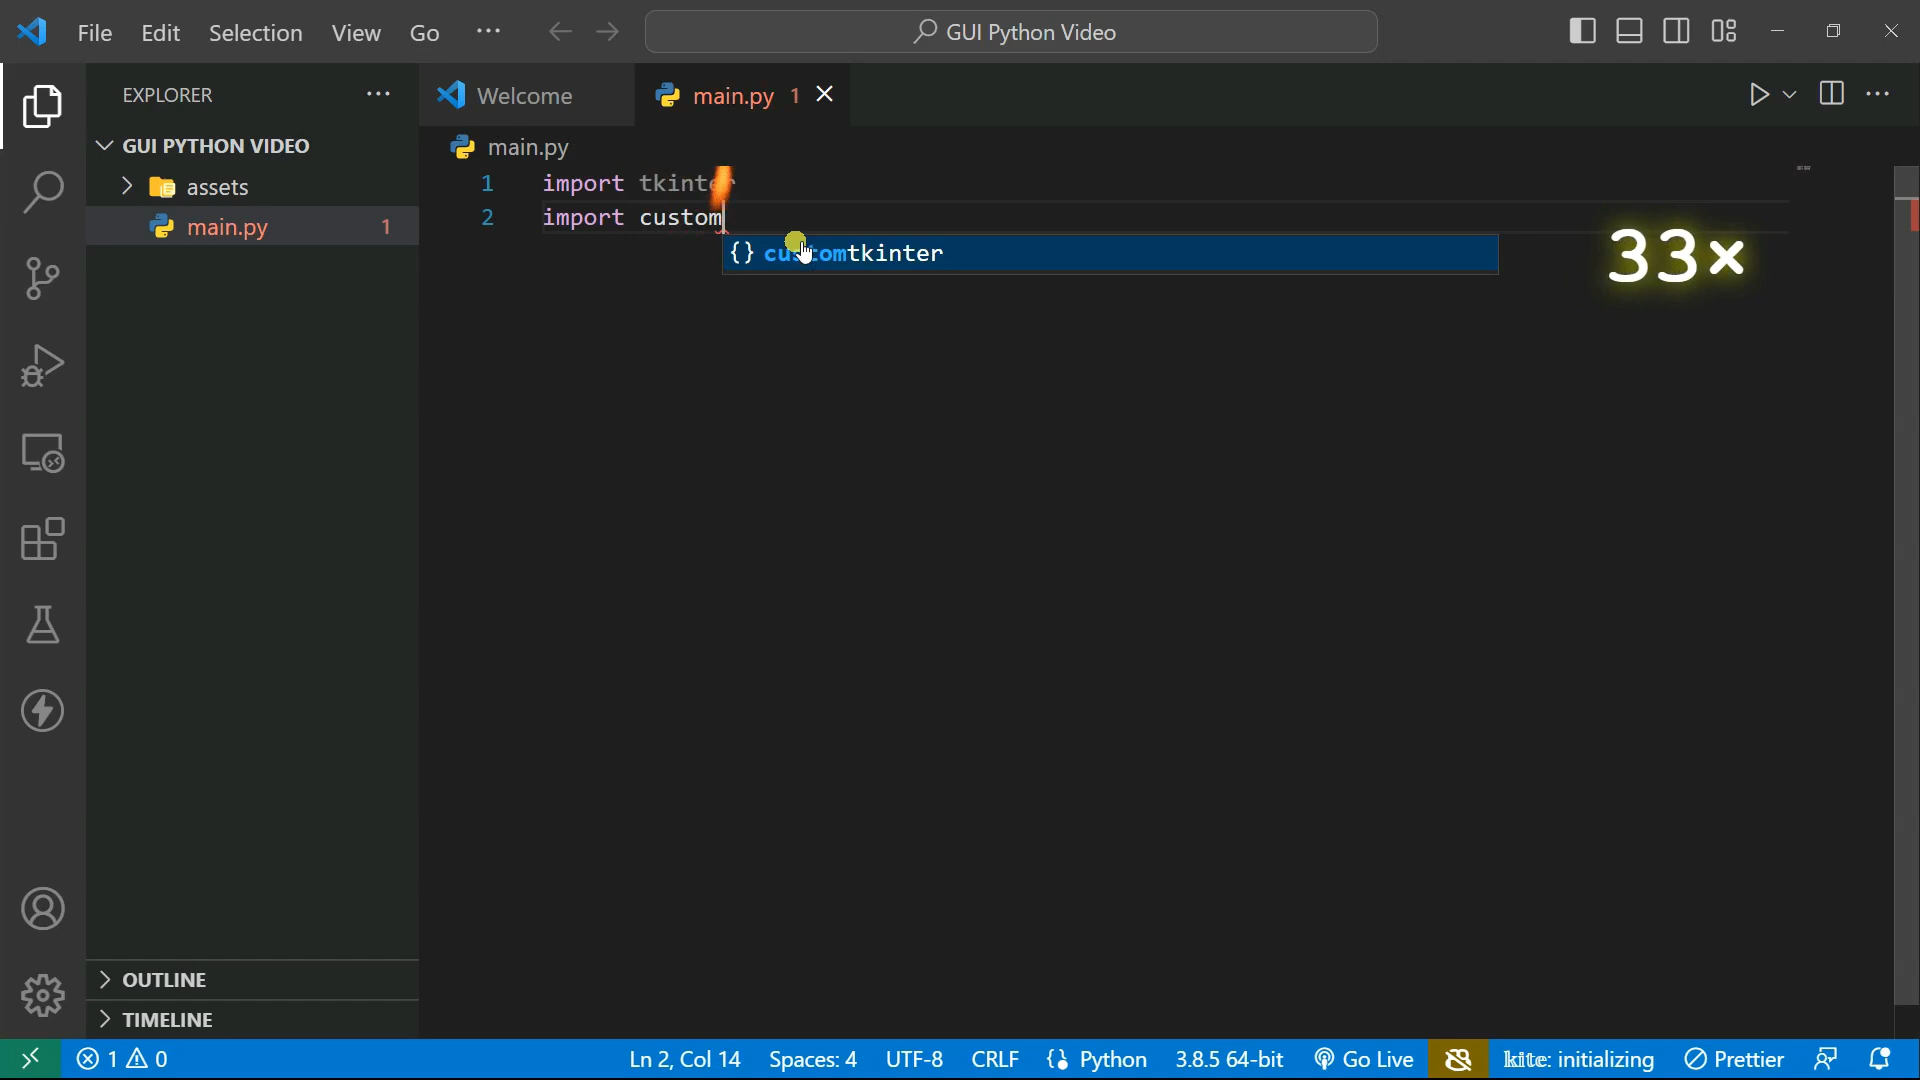 File Edit Selection View Go ··· GUI Python Video
EXPLORER ···
Welcome
main.py 1
GUI PYTHON VIDEO
main.py
assets
1 import tkinter
main.py 1
2 import custom
{} customtkinter
33×
OUTLINE
TIMELINE
1 0 Ln 2, Col 14 Spaces: 4 UTF-8 CRLF Python 3.8.5 64-bit Go Live kite: initializing Prettier